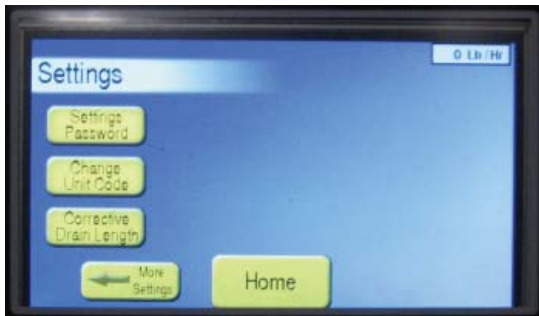 0 Lb/Hr
Settings
Settings
Password
Change
Unit Code
Corrective
Drain Length
More
Settings
Home